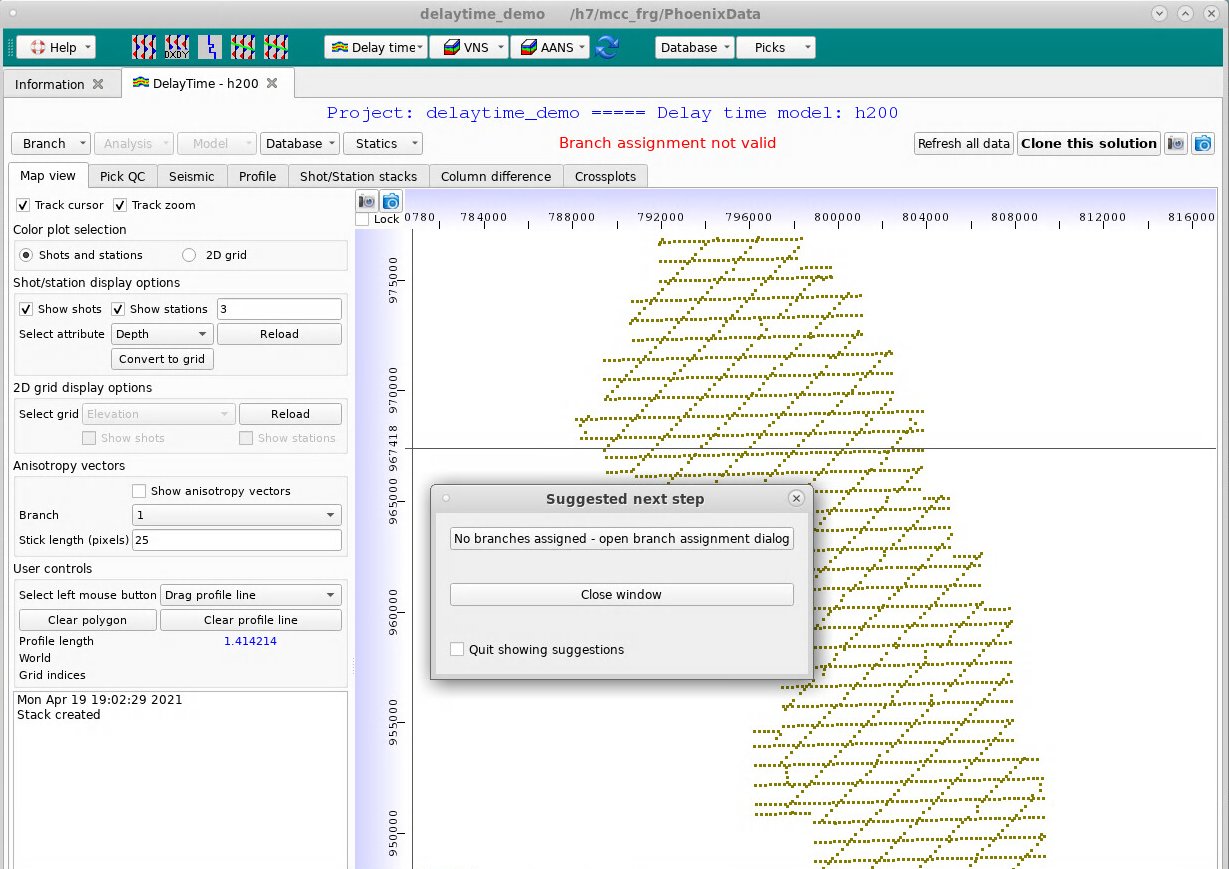 delaytime_demo /h7/mcc_frg/PhoenixData
Help DXDY Delay time VNS AANS Database Picks
Information DelayTime - h200
Project: delaytime_demo ===== Delay time model: h200
Branch Analysis Model Database Statics Branch assignment not valid Refresh all data Clone this solution
Map view Pick QC Seismic Profile Shot/Station stacks Column difference Crossplots
Track cursor Track zoom
Lock 0780 784000 788000 792000 796000 800000 804000 808000 812000 816000
Color plot selection
Shots and stations 2D grid
Shot/station display options
Show shots Show stations 3
Select attribute Depth Reload
Convert to grid
2D grid display options
Select grid Elevation Reload
Show shots Show stations
Anisotropy vectors
Show anisotropy vectors
Branch 1
Stick length (pixels) 25
User controls
Select left mouse button Drag profile line
Clear polygon Clear profile line
Profile length 1.414214
World
Grid indices
Mon Apr 19 19:02:29 2021
Stack created
975000
970000
967418
965000
960000
955000
950000
Suggested next step
No branches assigned - open branch assignment dialog
Close window
Quit showing suggestions